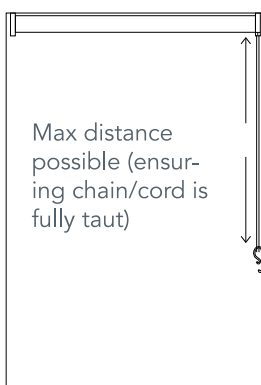 Max distance
possible (ensur-
ing chain/cord is
fully taut)